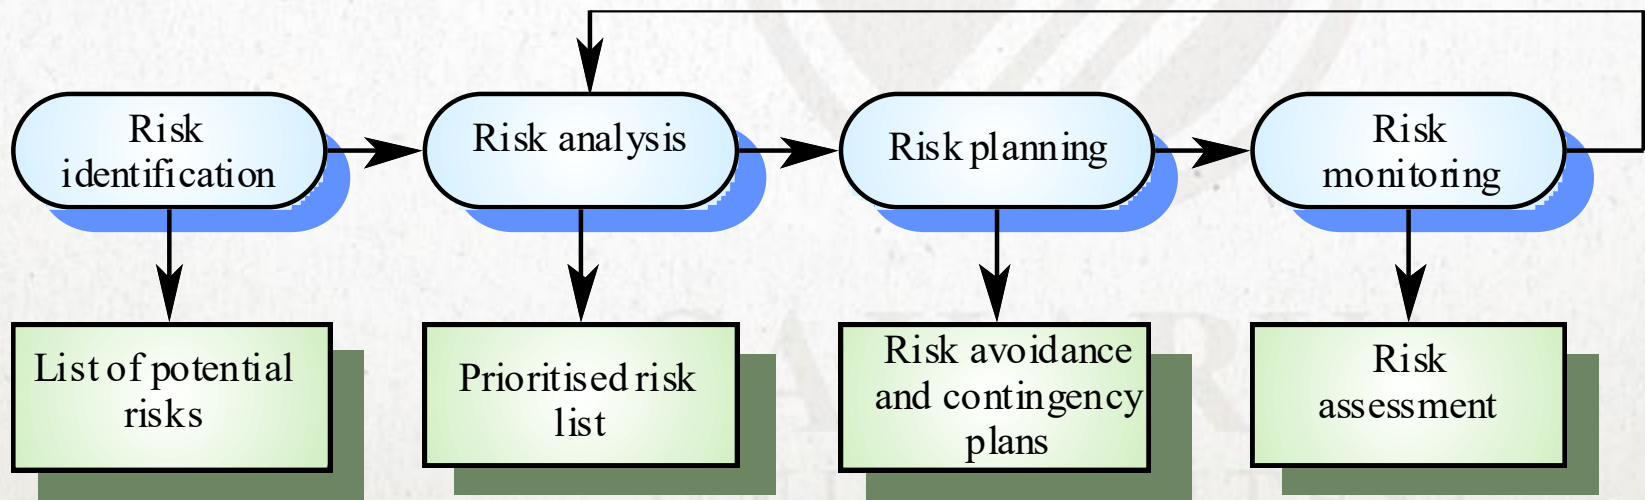 Risk
identification
Risk analysis
Risk planning
Risk
monitoring
List of potential
risks
Prioritised risk
list
Risk avoidance
and contingency
plans
Risk
assessment